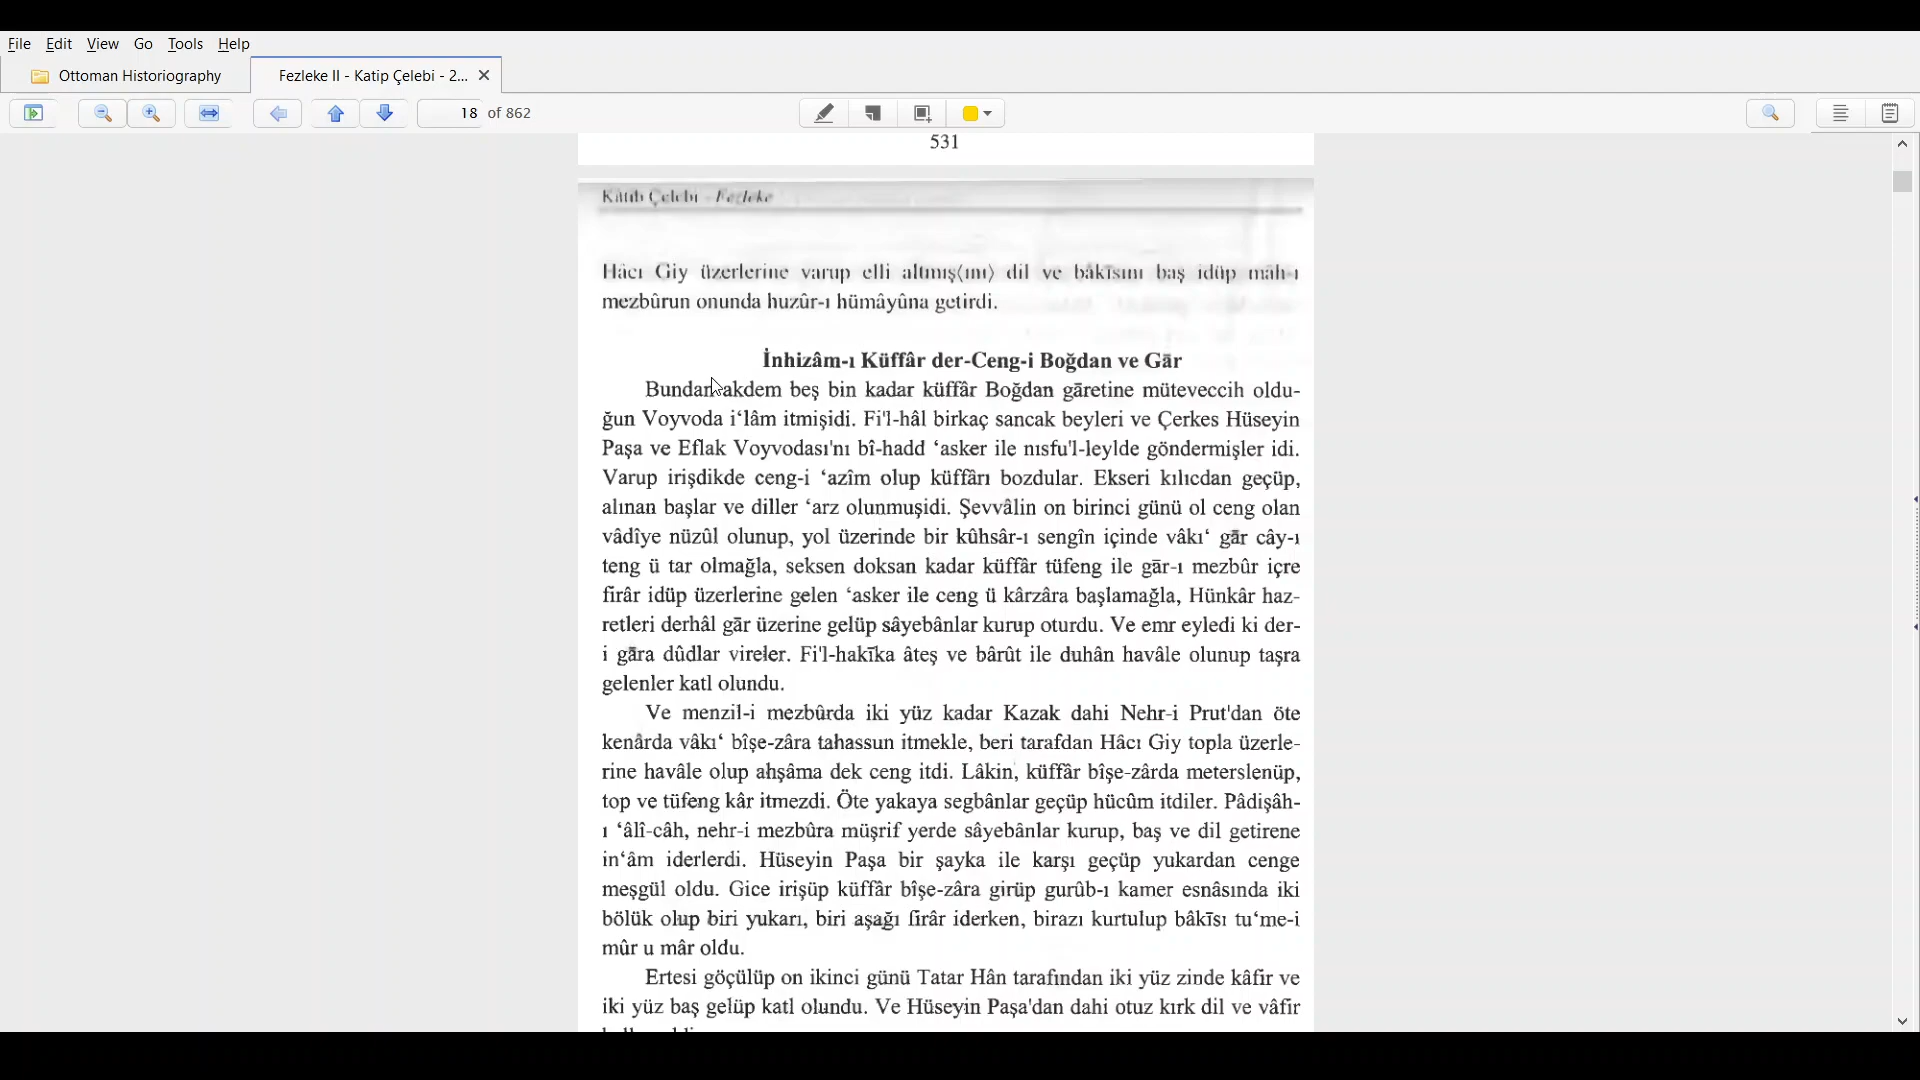 File Edit View Go Tools Help
Ottoman Historiography
Fezleke II - Katip Çelebi - 2...
18 of 862
531
Kâtib Çelebi - Fezleke
Hâcı Giy üzerlerine varup elli altmış⟨ını⟩ dil ve bâkīsını baş idüp mâh-ı
mezbûrun onunda huzûr-ı hümâyûna getirdi.
İnhizâm-ı Küffâr der-Ceng-i Boğdan ve Gār
Bundan akdem beş bin kadar küffâr Boğdan gāretine müteveccih oldu-
ğun Voyvoda i‘lâm itmişidi. Fi'l-hâl birkaç sancak beyleri ve Çerkes Hüseyin
Paşa ve Eflak Voyvodası'nı bî-hadd ‘asker ile nısfu'l-leylde göndermişler idi.
Varup irişdikde ceng-i ‘azîm olup küffârı bozdular. Ekseri kılıcdan geçüp,
alınan başlar ve diller ‘arz olunmuşidi. Şevvâlin on birinci günü ol ceng olan
vâdîye nüzûl olunup, yol üzerinde bir kûhsâr-ı sengîn içinde vâkı‘ gār cây-ı
teng ü tar olmağla, seksen doksan kadar küffâr tüfeng ile gār-ı mezbûr içre
firâr idüp üzerlerine gelen ‘asker ile ceng ü kârzâra başlamağla, Hünkâr haz-
retleri derhâl gār üzerine gelüp sâyebânlar kurup oturdu. Ve emr eyledi ki der-
i gāra dûdlar vireler. Fi'l-hakīka âteş ve bârût ile duhân havâle olunup taşra
gelenler katl olundu.
Ve menzil-i mezbûrda iki yüz kadar Kazak dahi Nehr-i Prut'dan öte
kenârda vâkı‘ bîşe-zâra tahassun itmekle, beri tarafdan Hâcı Giy topla üzerle-
rine havâle olup ahşâma dek ceng itdi. Lâkin, küffâr bîşe-zârda meterslenüp,
top ve tüfeng kâr itmezdi. Öte yakaya segbânlar geçüp hücûm itdiler. Pâdişâh-
ı ‘âlî-câh, nehr-i mezbûra müşrif yerde sâyebânlar kurup, baş ve dil getirene
in‘âm iderlerdi. Hüseyin Paşa bir şayka ile karşı geçüp yukardan cenge
meşgül oldu. Gice irişüp küffâr bîşe-zâra girüp gurûb-ı kamer esnâsında iki
bölük olup biri yukarı, biri aşağı firâr iderken, birazı kurtulup bâkīsı tu‘me-i
mûr u mâr oldu.
Ertesi göçülüp on ikinci günü Tatar Hân tarafından iki yüz zinde kâfir ve
iki yüz baş gelüp katl olundu. Ve Hüseyin Paşa'dan dahi otuz kırk dil ve vâfir